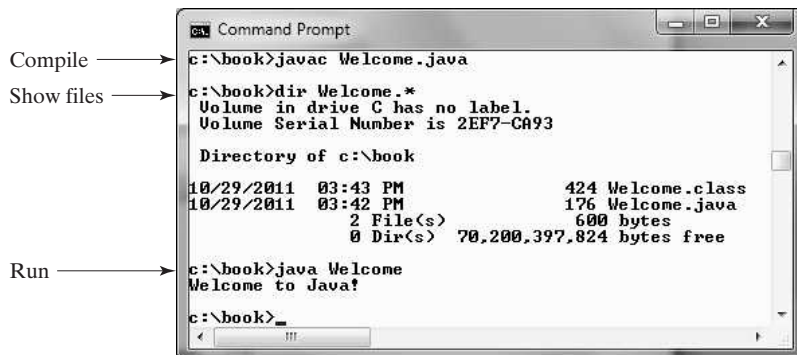 Command Prompt
Compile
c:\book>javac Welcome.java
Show files
c:\book>dir Welcome.*
Volume in drive C has no label.
Volume Serial Number is 2EF7-CA93
Directory of c:\book
10/29/2011 03:43 PM 424 Welcome.class
10/29/2011 03:42 PM 176 Welcome.java
2 File(s) 600 bytes
0 Dir(s) 70,200,397,824 bytes free
Run
c:\book>java Welcome
Welcome to Java!
c:\book>_